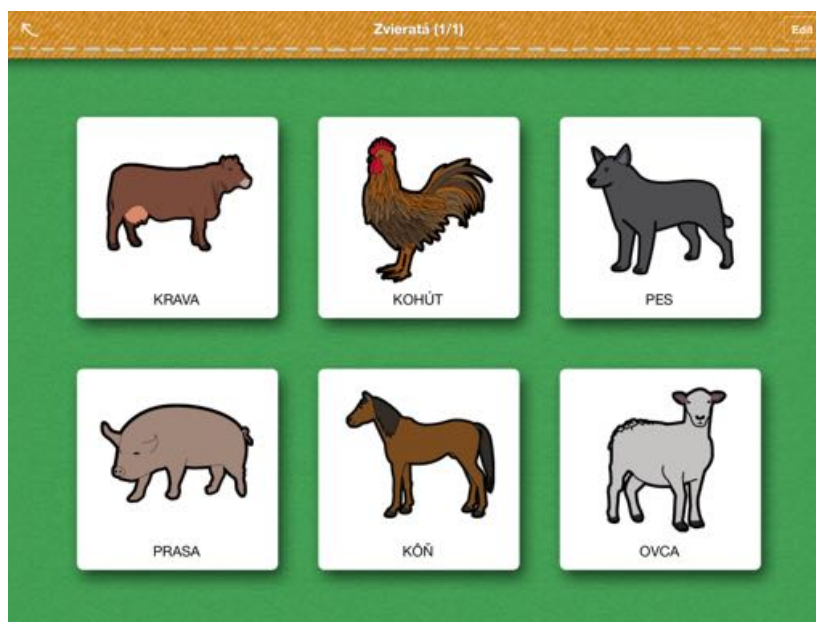 Zvieratá (1/1)
Edit
KRAVA
KOHÚT
PES
PRASA
KÔŇ
OVCA